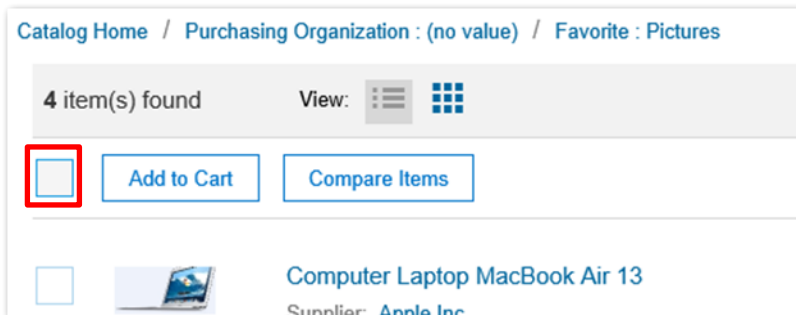 Catalog Home / Purchasing Organization : (no value) / Favorite : Pictures
4 item(s) found View:
Add to Cart Compare Items
Computer Laptop MacBook Air 13
Supplier: Apple Inc